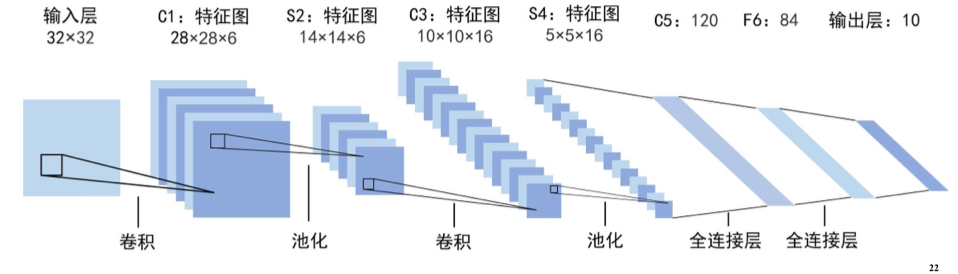 输入层 C1：特征图 S2：特征图 C3：特征图 S4：特征图 C5：120 F6：84 输出层：10
32×32 28×28×6 14×14×6 10×10×16 5×5×16
卷积 池化 卷积 池化 全连接层 全连接层
22